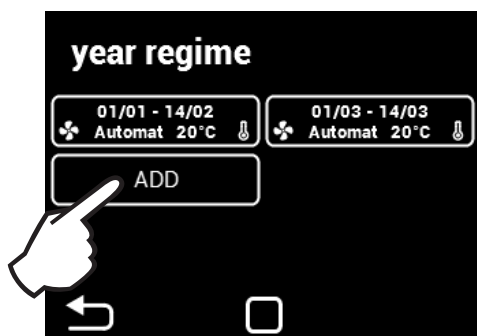 year regime
01/01 - 14/02
Automat 20°C
01/03 - 14/03
Automat 20°C
ADD